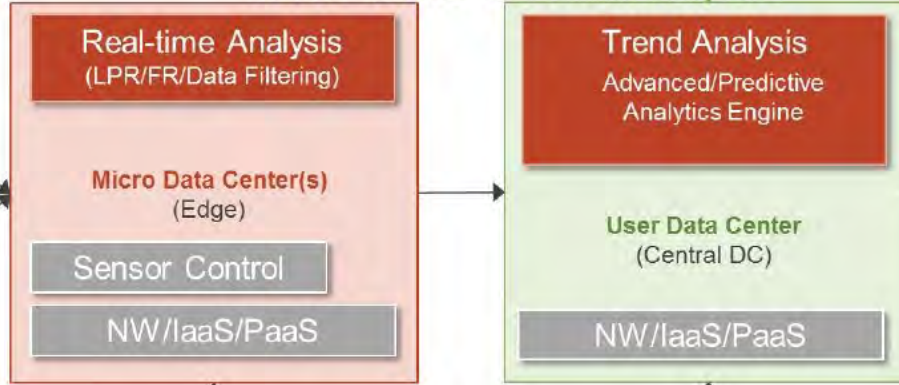 Real-time Analysis
(LPR/FR/Data Filtering)
Micro Data Center(s)
(Edge)
Sensor Control
NW/IaaS/PaaS
Trend Analysis
Advanced/Predictive
Analytics Engine
User Data Center
(Central DC)
NW/IaaS/PaaS